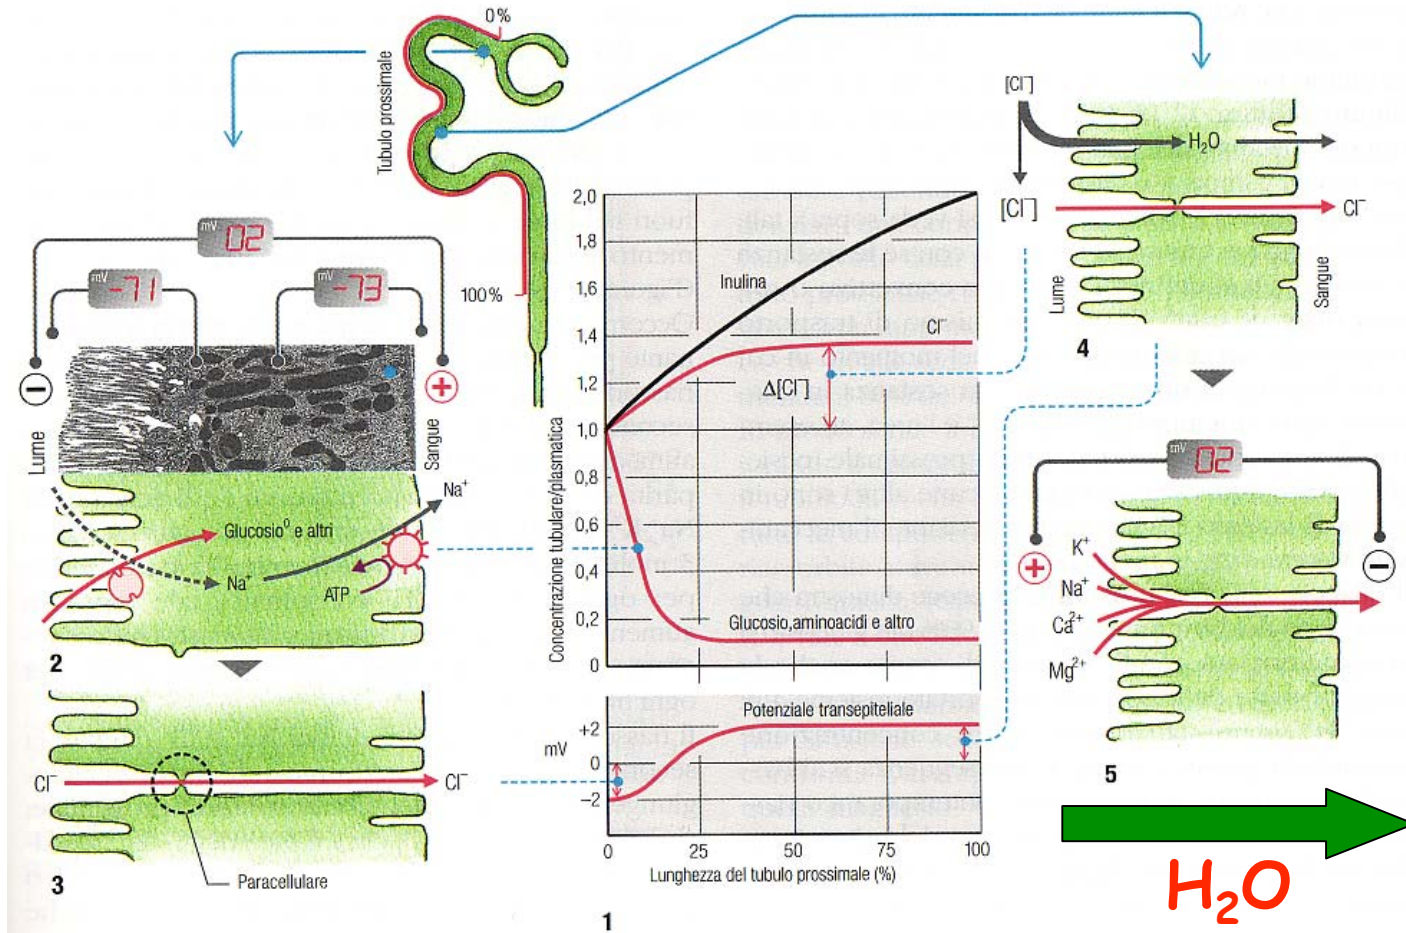 0%
Tubulo prossimale
100%
mV 02
mV -71
mV -73
−
+
Lume
Sangue
Glucosio⁰ e altri
Na⁺
Na⁺
ATP
2
Cl⁻
Cl⁻
Paracellulare
3
Concentrazione tubulare/plasmatica
2,0
1,8
1,6
1,4
1,2
1,0
0,8
0,6
0,4
0,2
0
Inulina
Cl⁻
Δ[Cl⁻]
Glucosio, aminoacidi e altro
Potenziale transepiteliale
mV
+2
0
−2
0 25 50 75 100
Lunghezza del tubulo prossimale (%)
1
[Cl⁻]
H₂O
[Cl⁻]
Cl⁻
Lume
Sangue
4
mV 02
+
−
K⁺
Na⁺
Ca²⁺
Mg²⁺
5
H₂O